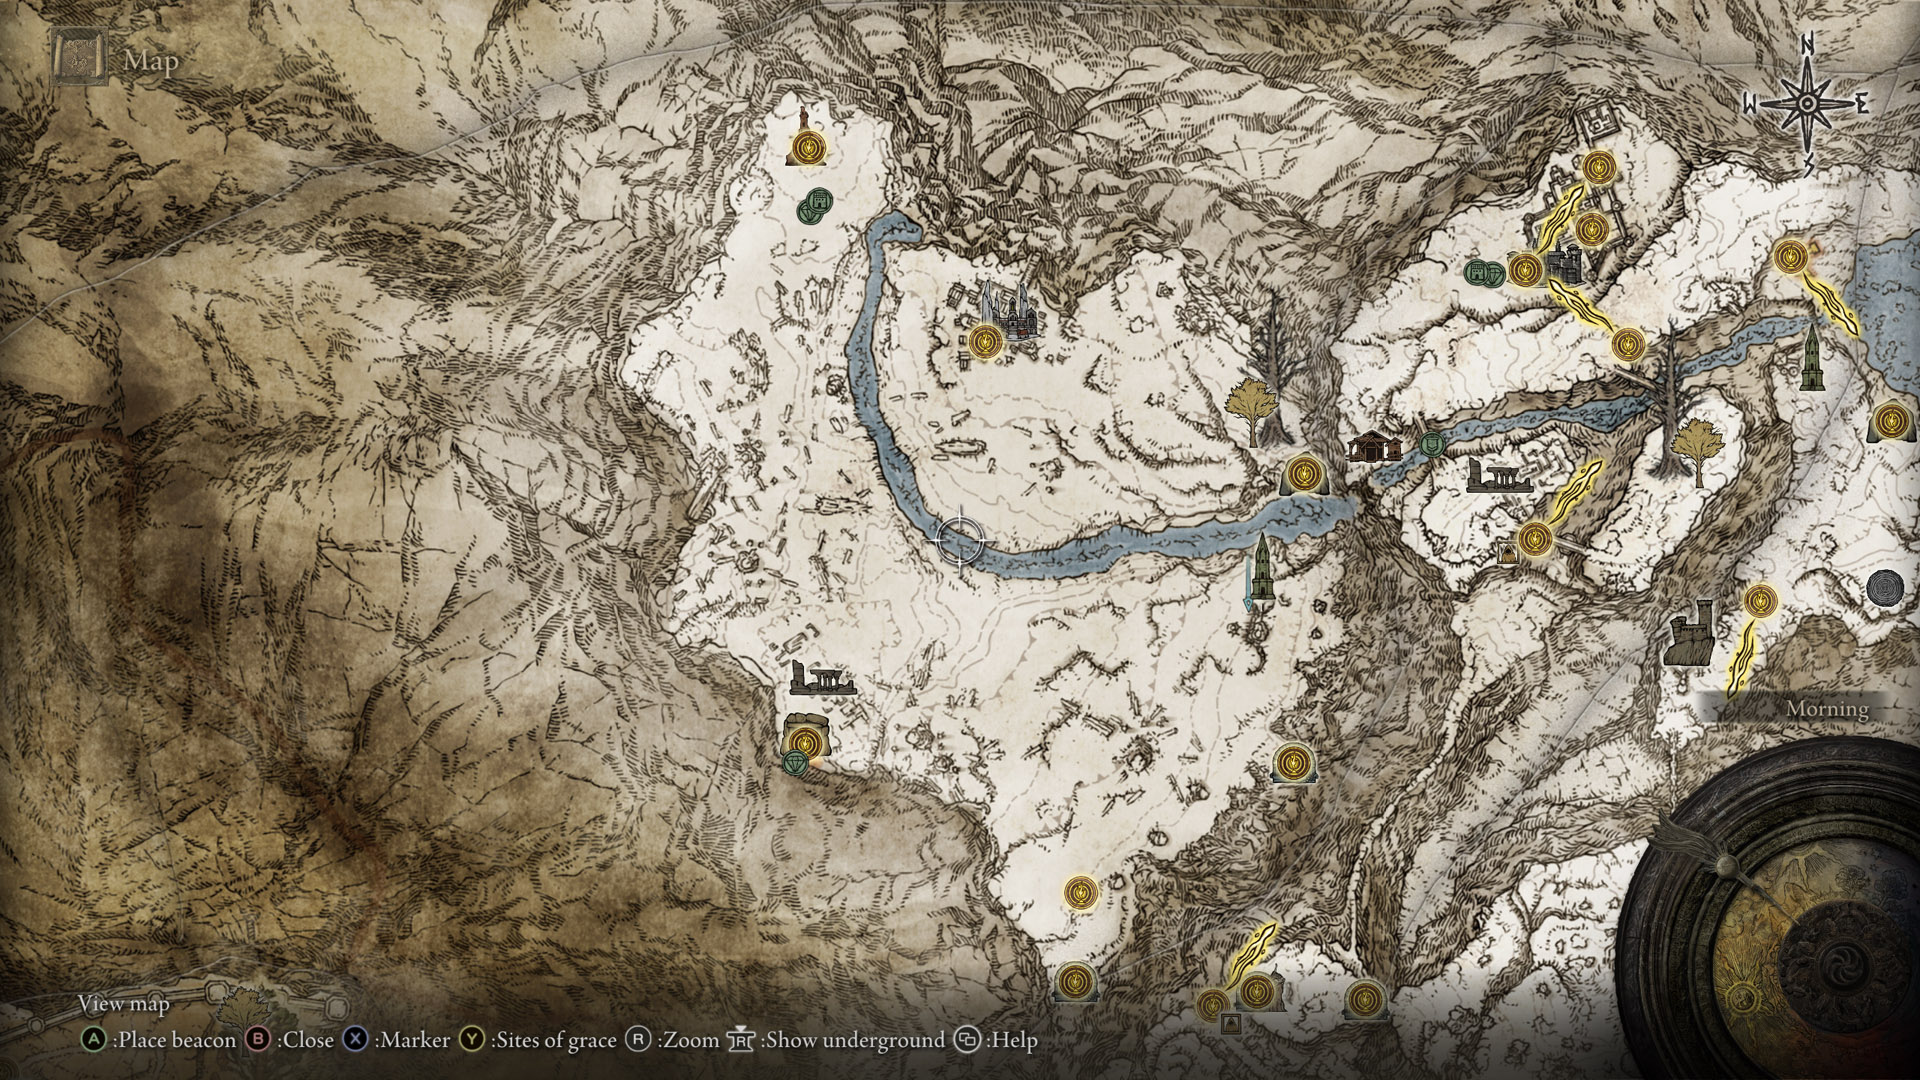 Map
N
W E
S
Morning
View map
A :Place beacon B :Close X :Marker Y :Sites of grace R :Zoom R :Show underground :Help